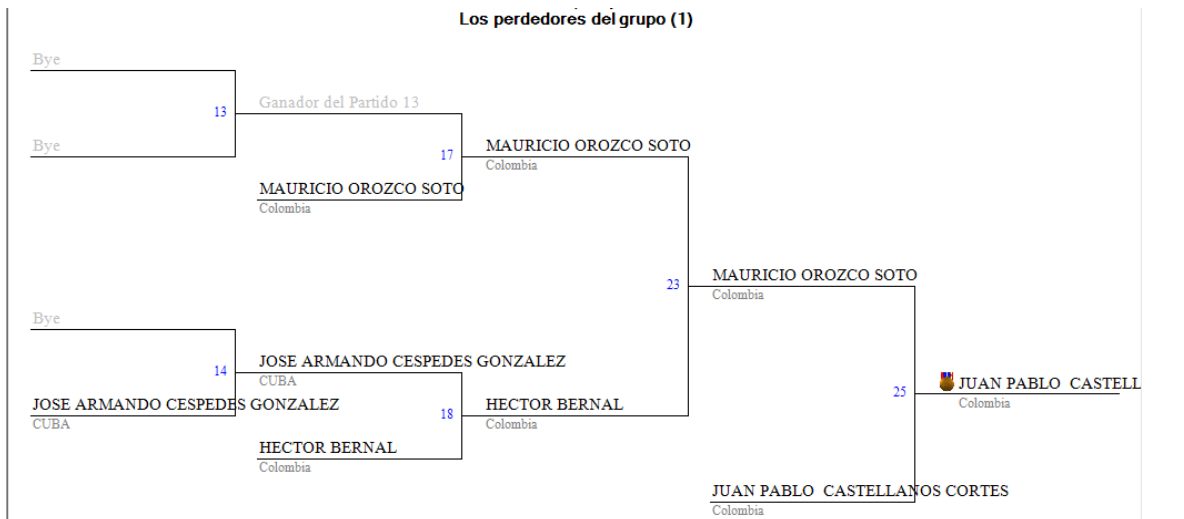 Los perdedores del grupo (1)
Bye
13
Ganador del Partido 13
Bye
17
MAURICIO OROZCO SOTO
Colombia
MAURICIO OROZCO SOTO
Colombia
23
MAURICIO OROZCO SOTO
Colombia
Bye
14
JOSE ARMANDO CESPEDES GONZALEZ
CUBA
JOSE ARMANDO CESPEDES GONZALEZ
CUBA
18
HECTOR BERNAL
Colombia
HECTOR BERNAL
Colombia
25
JUAN PABLO CASTELL
Colombia
JUAN PABLO CASTELLANOS CORTES
Colombia